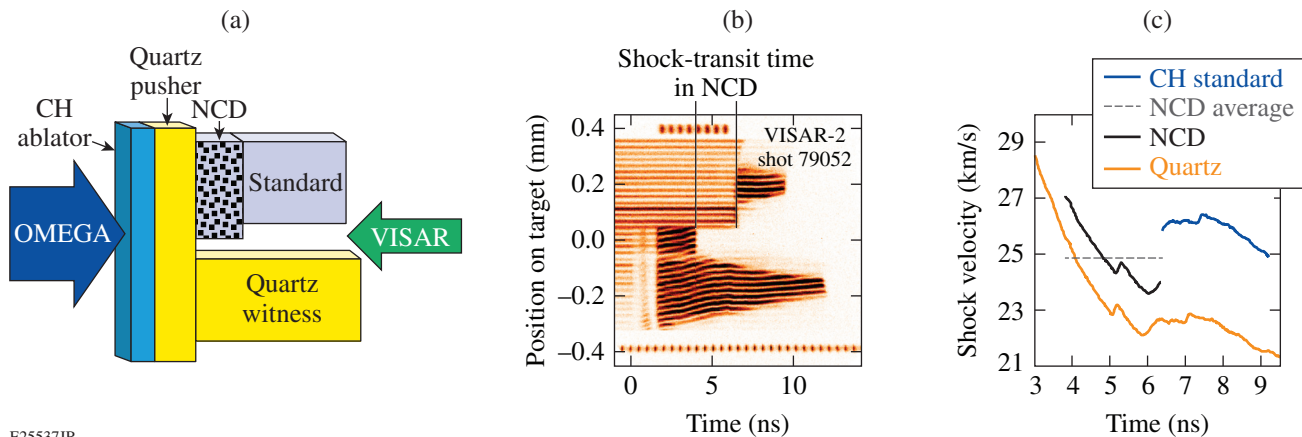 (a)
Quartz
pusher
CH
ablator
NCD
Standard
OMEGA
VISAR
Quartz
witness
E25537JR
(b)
Shock-transit time
in NCD
VISAR-2
shot 79052
Position on target (mm)
0.4
0.2
0.0
–0.2
–0.4
0
5
10
Time (ns)
(c)
CH standard
NCD average
NCD
Quartz
Shock velocity (km/s)
29
27
25
23
21
3
4
5
6
7
8
9
Time (ns)